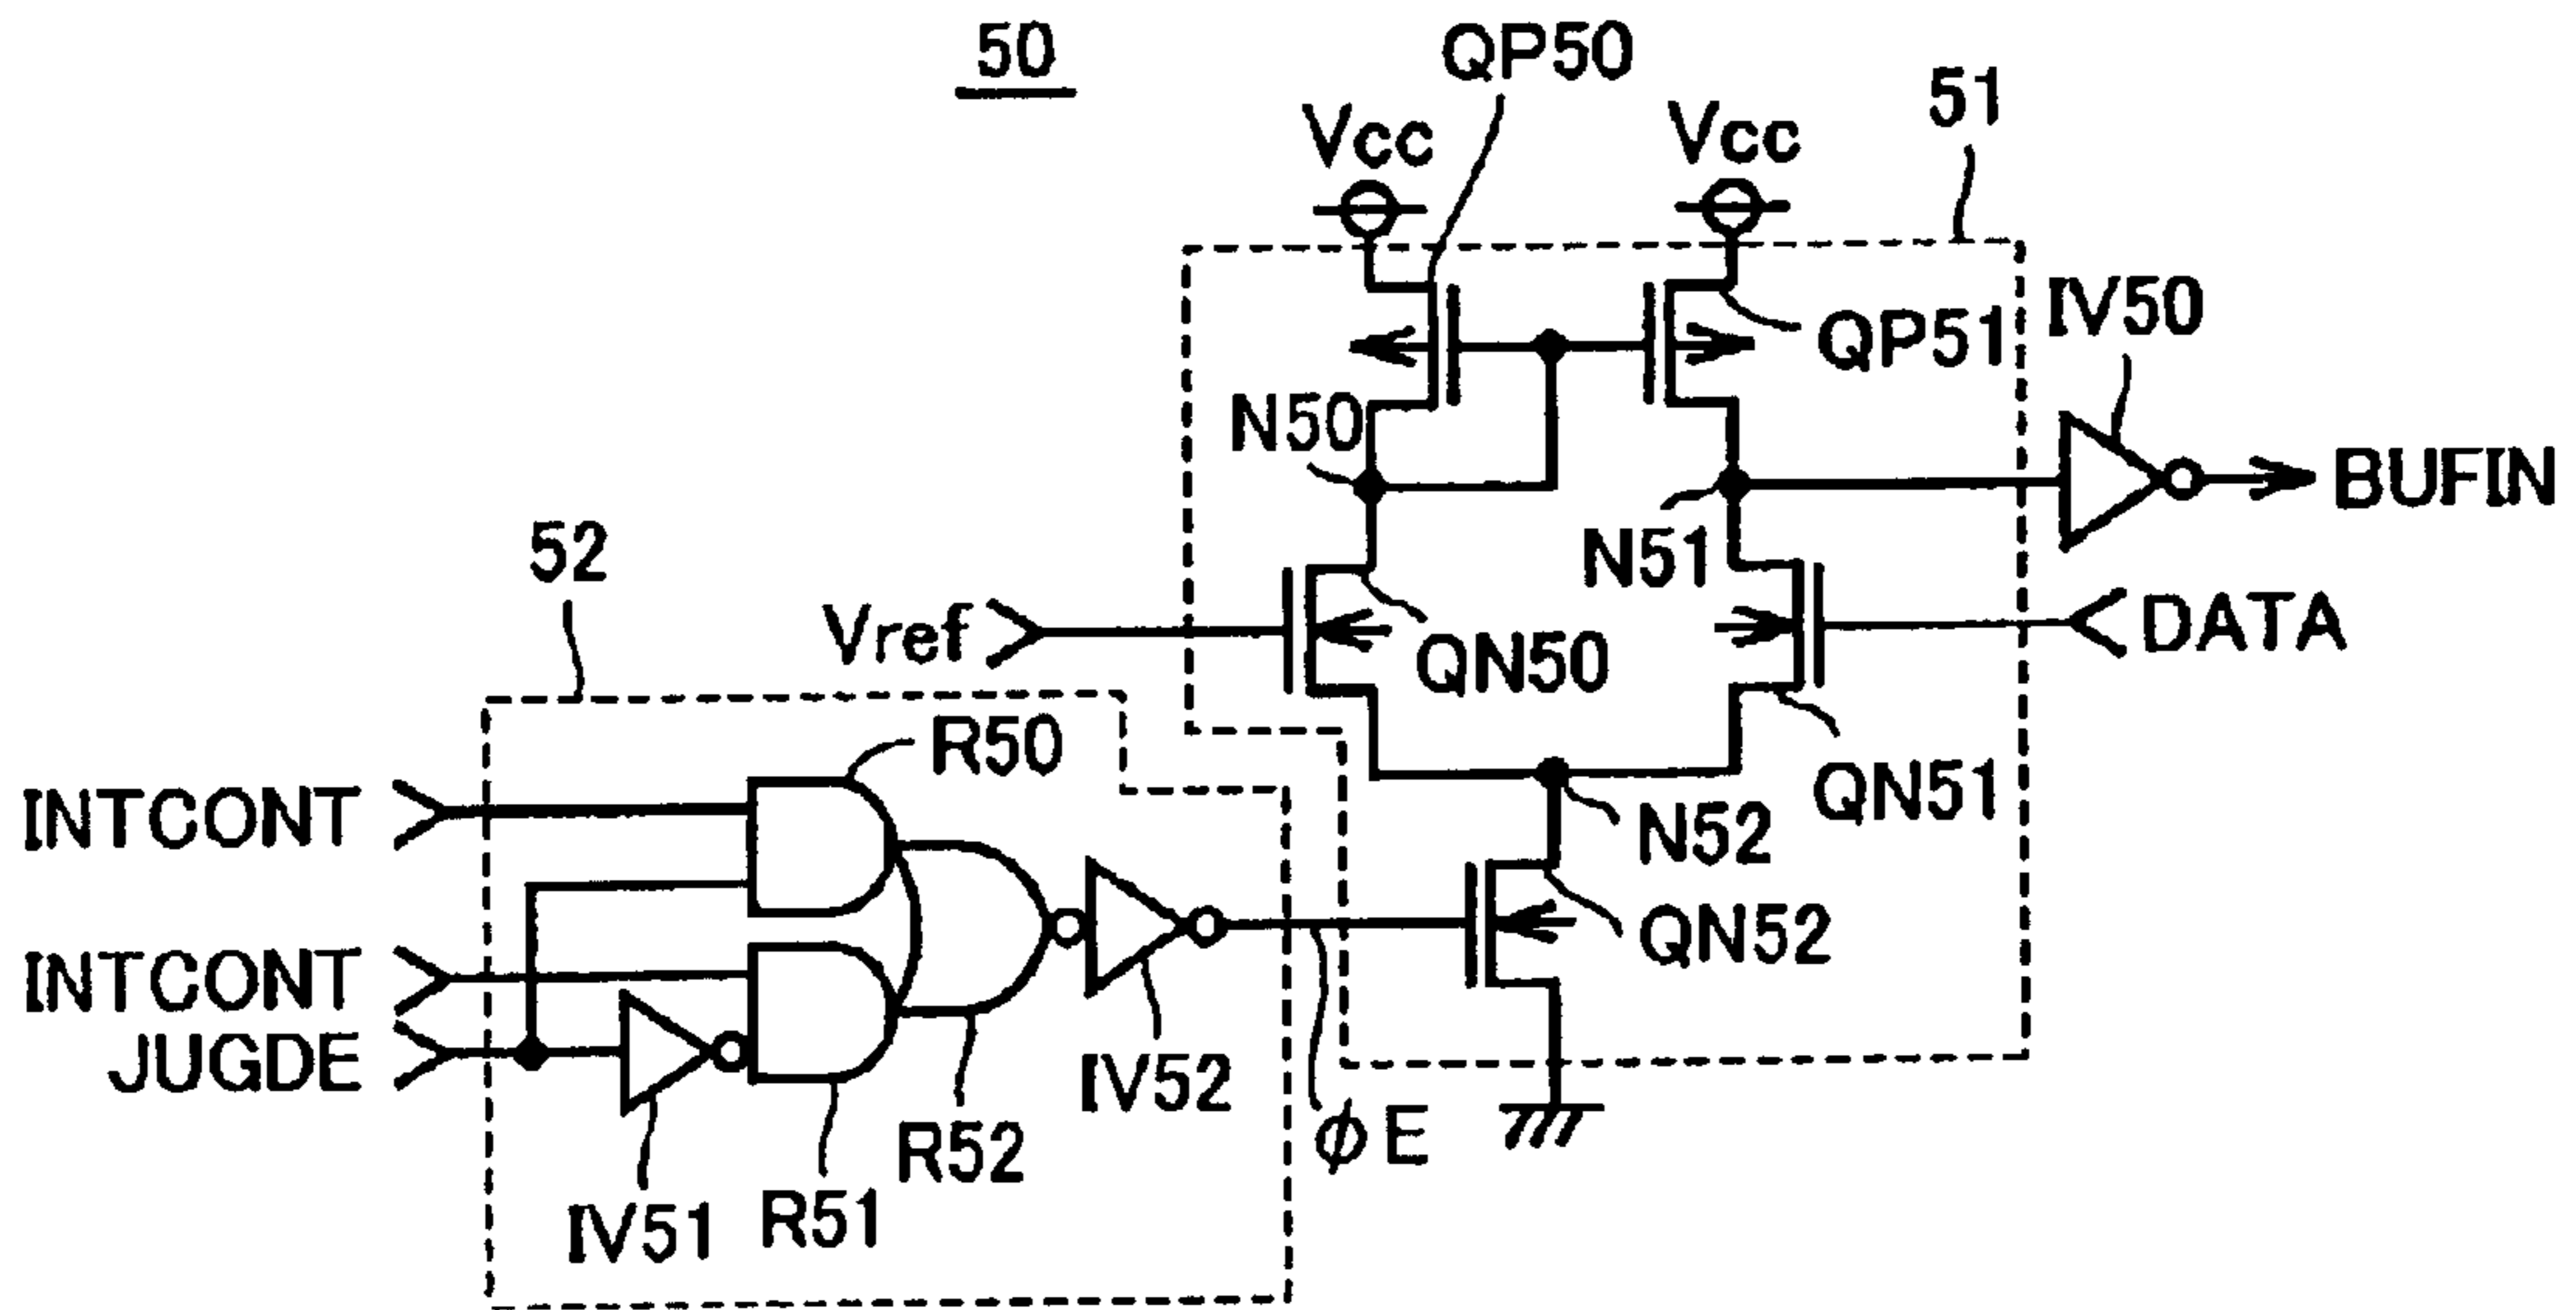 50
QP50
51
Vcc
Vcc
IV50
QP51
N50
BUFIN
52
N51
Vref
DATA
QN50
R50
QN51
INTCONT
N52
QN52
INTCONT
JUGDE
IV52
R52
φE
R51
IV51